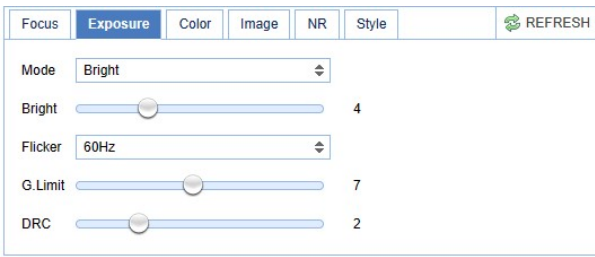 Focus Exposure Color Image NR Style REFRESH
Mode Bright
Bright 4
Flicker 60Hz
G.Limit 7
DRC 2